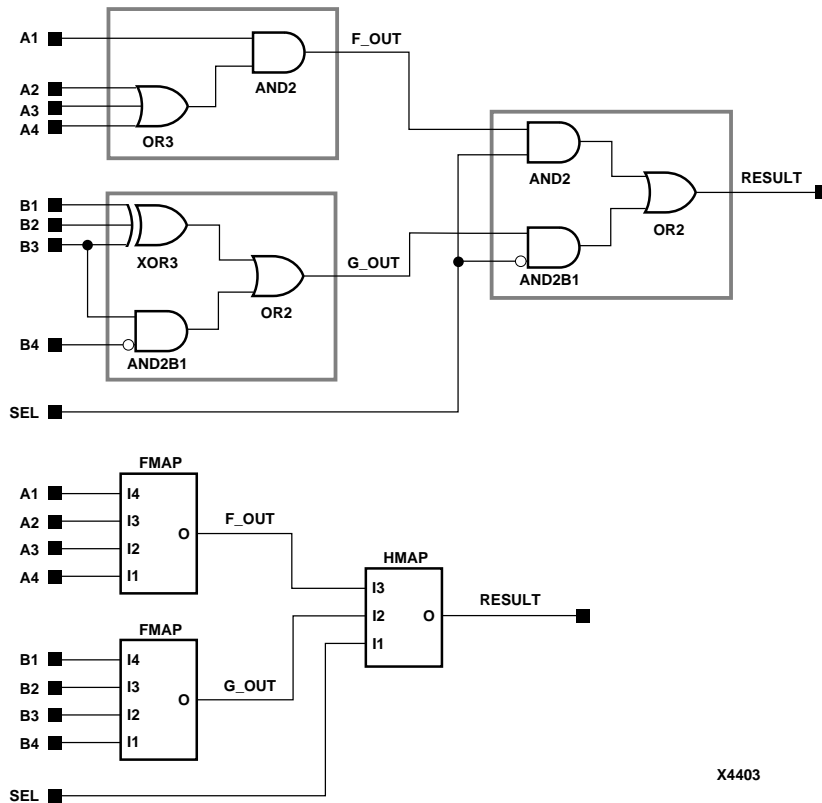 A1
F_OUT
AND2
A2
A3
A4
OR3
AND2
RESULT
OR2
B1
B2
B3
XOR3
G_OUT
OR2
AND2B1
B4
AND2B1
SEL
FMAP
A1
I4
A2
I3
A3
I2
A4
I1
O
F_OUT
HMAP
I3
I2
I1
O
RESULT
FMAP
B1
I4
B2
I3
B3
I2
B4
I1
O
G_OUT
SEL
X4403